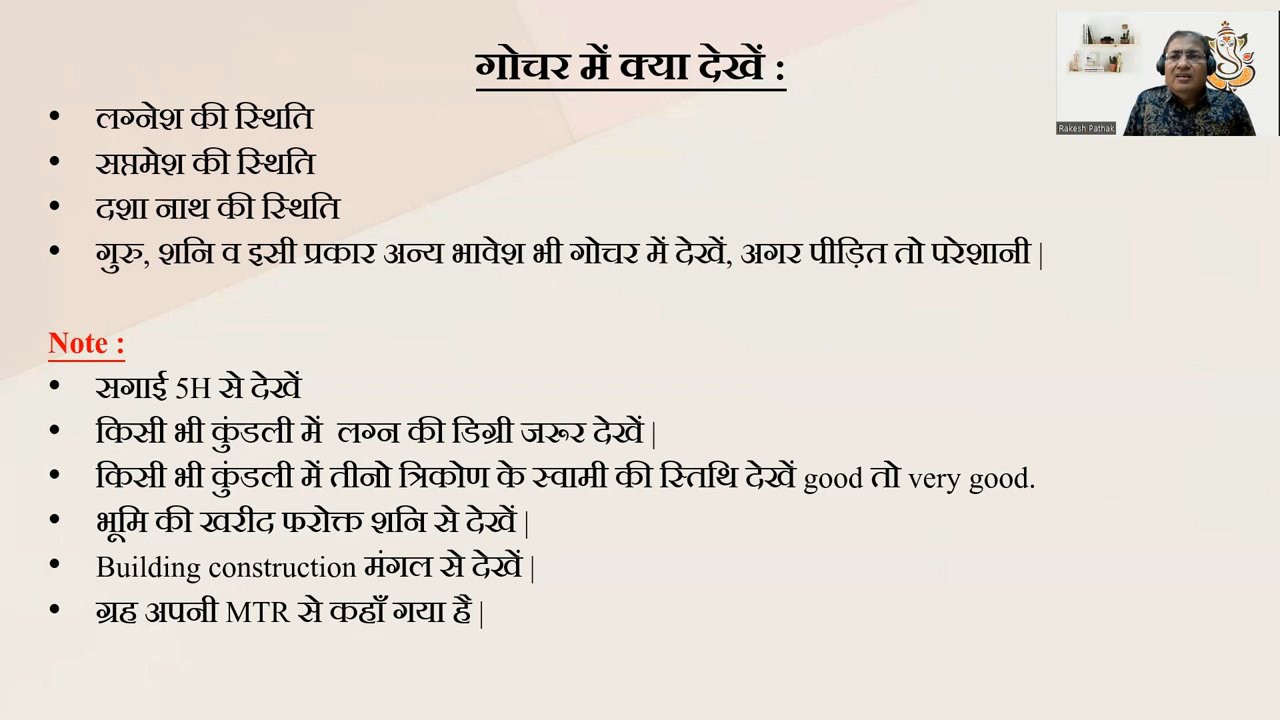 गोचर में क्या देखें :
• लग्नेश की स्थिति
• सप्तमेश की स्थिति
• दशा नाथ की स्थिति
• गुरु, शनि व इसी प्रकार अन्य भावेश भी गोचर में देखें, अगर पीड़ित तो परेशानी |
Note :
• सगाई 5H से देखें
• किसी भी कुंडली में लग्न की डिग्री जरूर देखें |
• किसी भी कुंडली में तीनो त्रिकोण के स्वामी की स्तिथि देखें good तो very good.
• भूमि की खरीद फरोक्त शनि से देखें |
• Building construction मंगल से देखें |
• ग्रह अपनी MTR से कहाँ गया है |
Rakesh Pathak